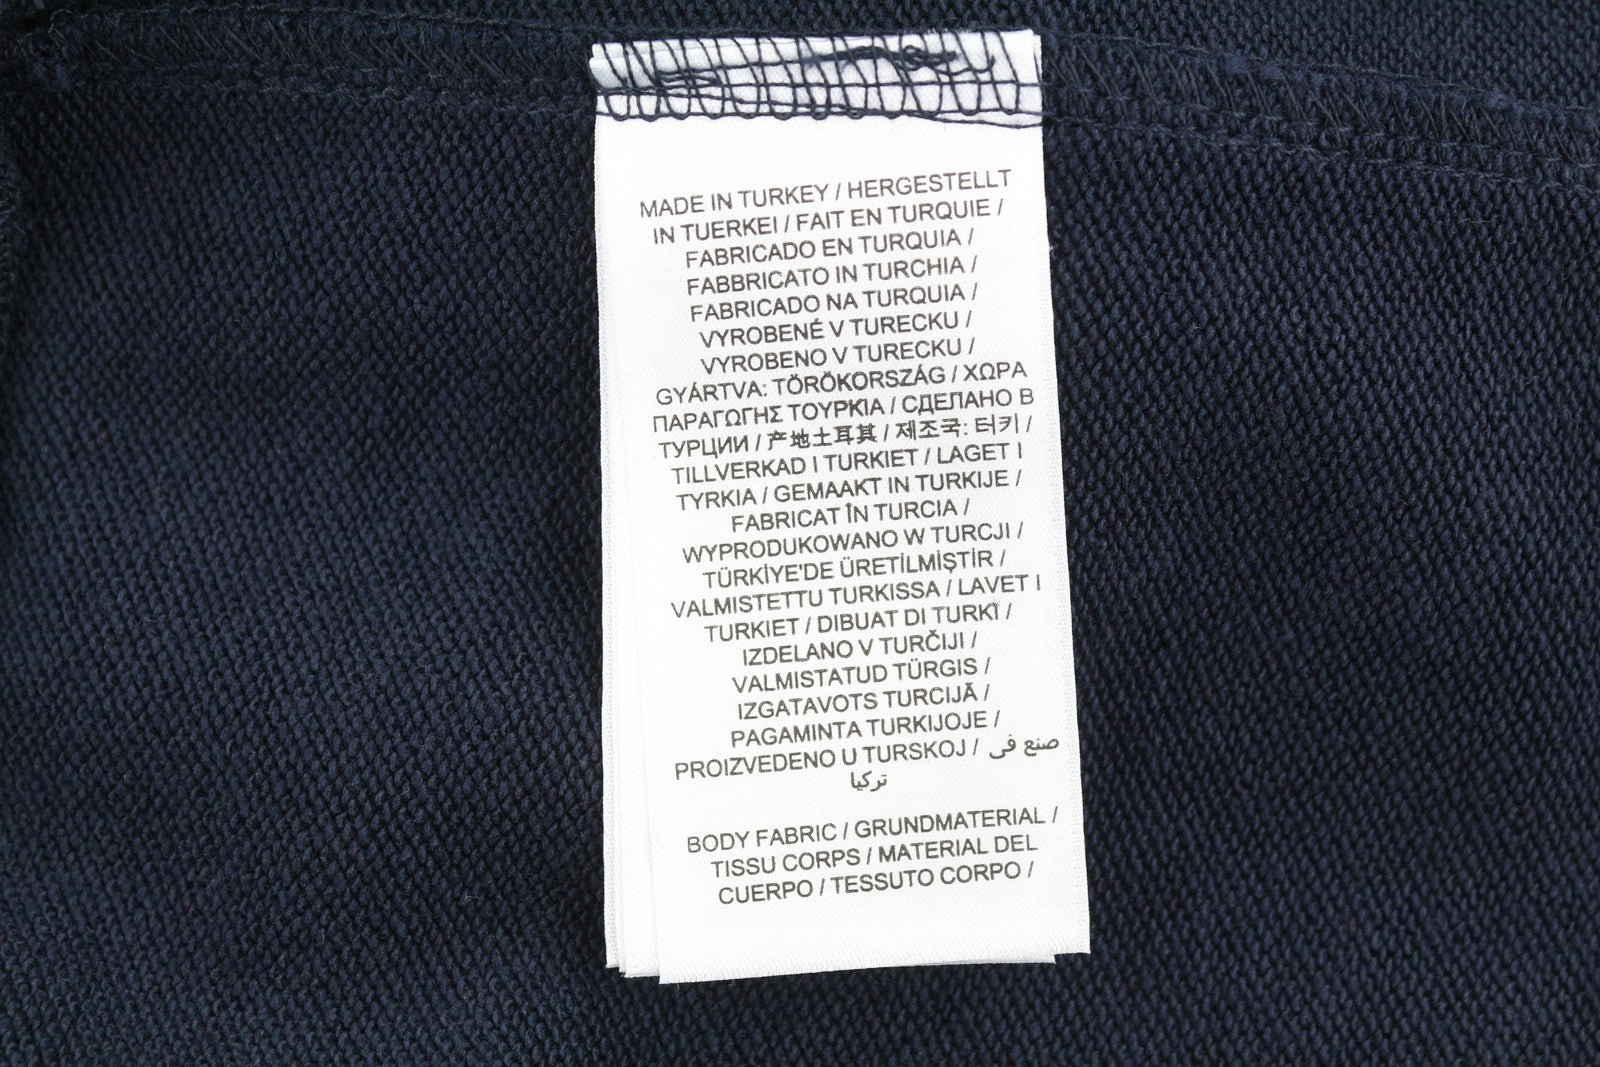 MADE IN TURKEY / HERGESTELLT
IN TUERKEI / FAIT EN TURQUIE /
FABRICADO EN TURQUIA /
FABBRICATO IN TURCHIA /
FABRICADO NA TURQUIA /
VYROBENÉ V TURECKU /
VYROBENO V TURECKU /
GYÁRTVA: TÖRÖKORSZÁG / ΧΩΡΑ
ΠΑΡΑΓΩΓΗΣ ΤΟΥΡΚΙΑ / СДЕЛАНО В
ТУРЦИИ / 产地土耳其 / 제조국: 터키 /
TILLVERKAD I TURKIET / LAGET I
TYRKIA / GEMAAKT IN TURKIJE /
FABRICAT ÎN TURCIA /
WYPRODUKOWANO W TURCJI /
TÜRKİYE'DE ÜRETİLMİŞTİR /
VALMISTETTU TURKISSA / LAVET I
TURKIET / DIBUAT DI TURKI /
IZDELANO V TURČIJI /
VALMISTATUD TÜRGIS /
IZGATAVOTS TURCIJĀ /
PAGAMINTA TURKIJOJE /
PROIZVEDENO U TURSKOJ / صنع في
تركيا
BODY FABRIC / GRUNDMATERIAL /
TISSU CORPS / MATERIAL DEL
CUERPO / TESSUTO CORPO /